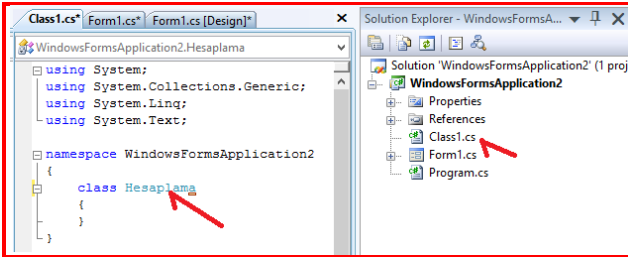 Class1.cs* Form1.cs* Form1.cs [Design]*
WindowsFormsApplication2.Hesaplama
using System;
using System.Collections.Generic;
using System.Linq;
using System.Text;
namespace WindowsFormsApplication2
{
class Hesaplama
{
}
}
Solution Explorer - WindowsFormsA...
Solution 'WindowsFormsApplication2' (1 proj
WindowsFormsApplication2
Properties
References
Class1.cs
Form1.cs
Program.cs